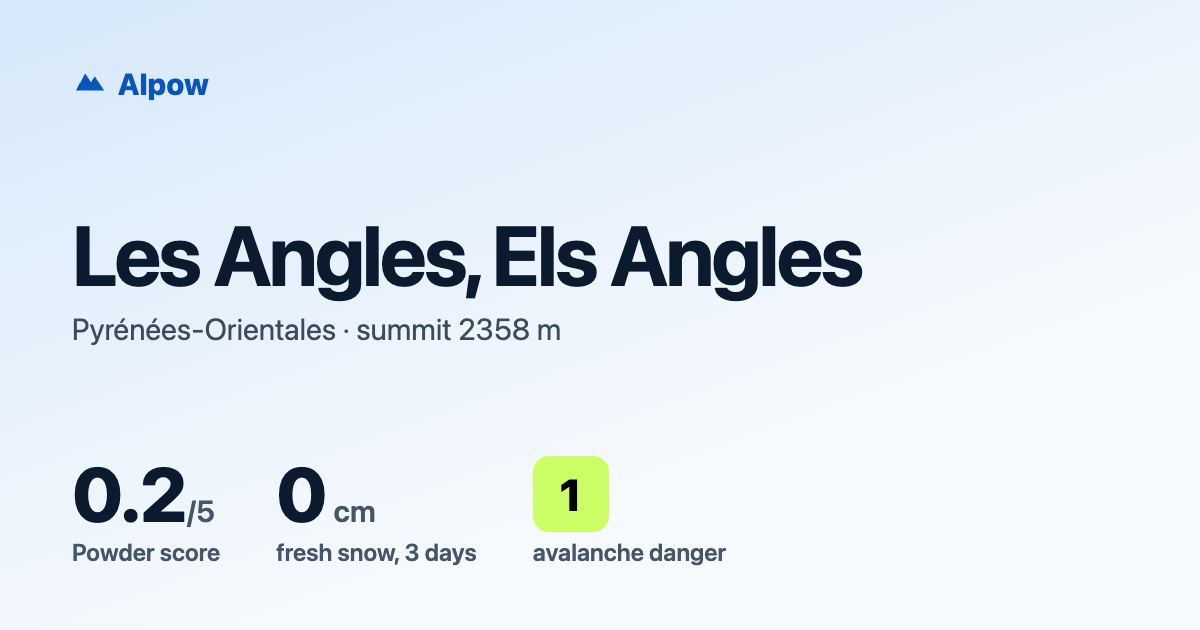 Alpow
Les Angles, Els Angles
Pyrénées-Orientales · summit 2358 m
0.2/5
Powder score
0 cm
fresh snow, 3 days
1
avalanche danger